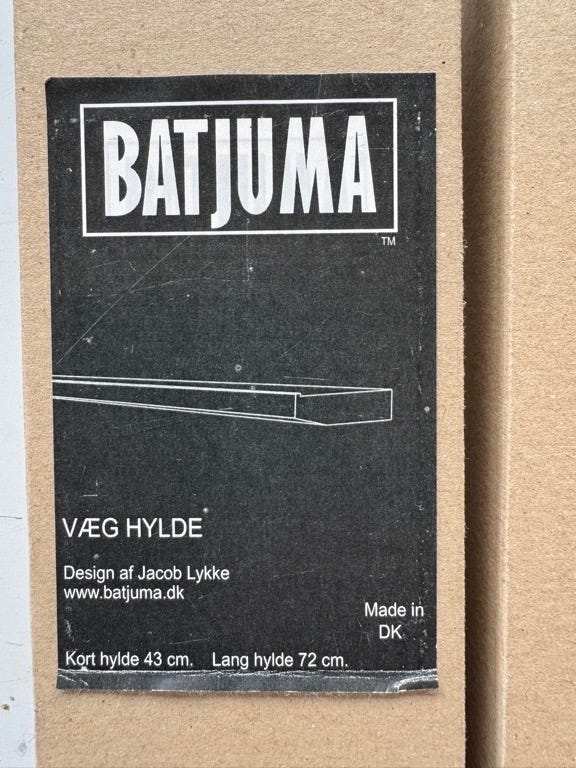 BATJUMA
TM
VÆG HYLDE
Design af Jacob Lykke
www.batjuma.dk
Made in
DK
Kort hylde 43 cm. Lang hylde 72 cm.